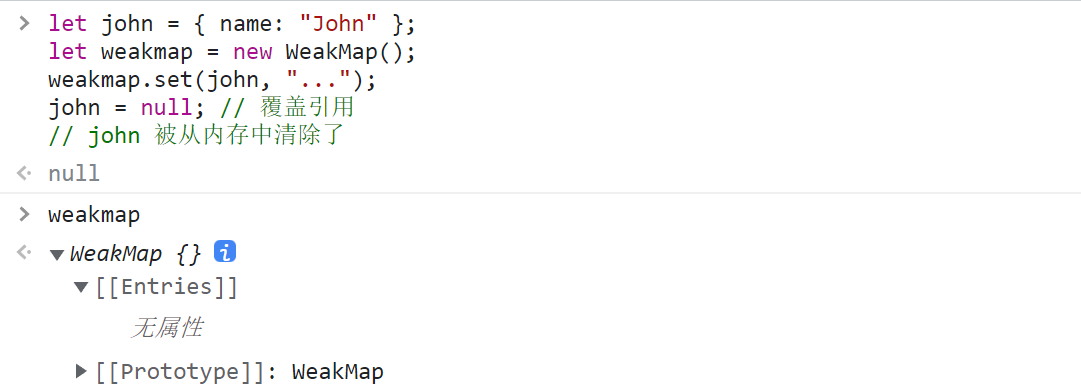 let john = { name: "John" };
let weakmap = new WeakMap();
weakmap.set(john, "...");
john = null; // 覆盖引用
// john 被从内存中清除了
null
weakmap
WeakMap {} i
[[Entries]]
无属性
[[Prototype]]: WeakMap